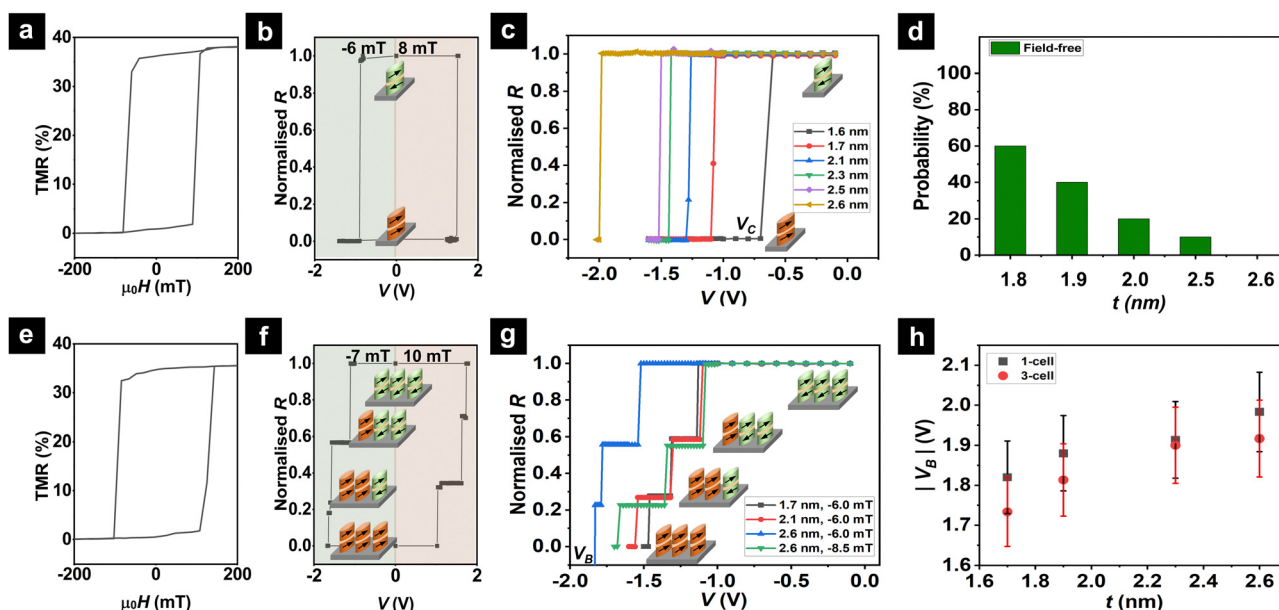 a
40
30
20
10
0
TMR (%)
-200
0
200
μ0H (mT)
b
-6 mT
8 mT
1.0
0.8
0.6
0.4
0.2
0.0
Normalised R
-2
0
2
V (V)
c
1.0
0.8
0.6
0.4
0.2
0.0
Normalised R
1.6 nm
1.7 nm
2.1 nm
2.3 nm
2.5 nm
2.6 nm
VC
-2.0
-1.5
-1.0
-0.5
0.0
V (V)
d
Field-free
100
80
60
40
20
0
Probability (%)
1.8
1.9
2.0
2.5
2.6
t (nm)
e
40
30
20
10
0
TMR (%)
-200
0
200
μ0H (mT)
f
-7 mT
10 mT
1.0
0.8
0.6
0.4
0.2
0.0
Normalised R
-2
0
2
V (V)
g
1.0
0.8
0.6
0.4
0.2
0.0
Normalised R
VB
1.7 nm, -6.0 mT
2.1 nm, -6.0 mT
2.6 nm, -6.0 mT
2.6 nm, -8.5 mT
-2.0
-1.5
-1.0
-0.5
0.0
V (V)
h
1-cell
3-cell
2.1
2.0
1.9
1.8
1.7
1.6
| VB | (V)
1.6
1.8
2.0
2.2
2.4
2.6
t (nm)